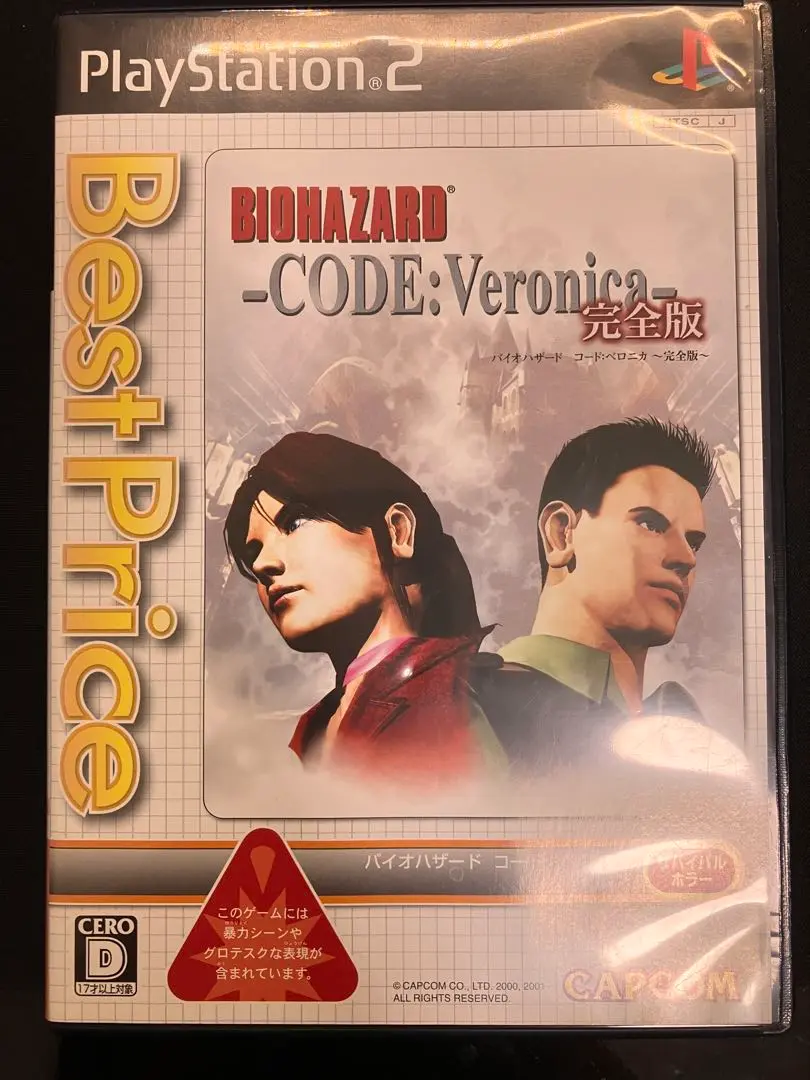 PlayStation®2
NTSC J
Best Price
BIOHAZARD®
-CODE:Veronica-
完全版
バイオハザード コード:ベロニカ ～完全版～
バイオハザード コー
サバイバル
ホラー
このゲームには
暴力シーンや
グロテスクな表現が
含まれています。
CERO
D
17才以上対象
©CAPCOM CO., LTD. 2000, 2001
ALL RIGHTS RESERVED.
CAPCOM